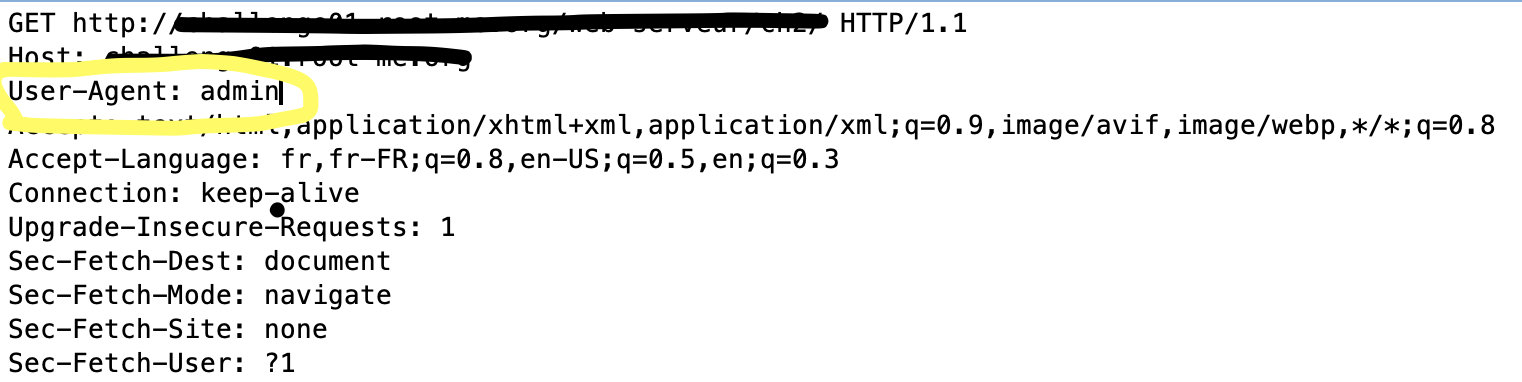 GET http:// HTTP/1.1
Host:
User-Agent: admin
text/html,application/xhtml+xml,application/xml;q=0.9,image/avif,image/webp,*/*;q=0.8
Accept-Language: fr,fr-FR;q=0.8,en-US;q=0.5,en;q=0.3
Connection: keep-alive
Upgrade-Insecure-Requests: 1
Sec-Fetch-Dest: document
Sec-Fetch-Mode: navigate
Sec-Fetch-Site: none
Sec-Fetch-User: ?1